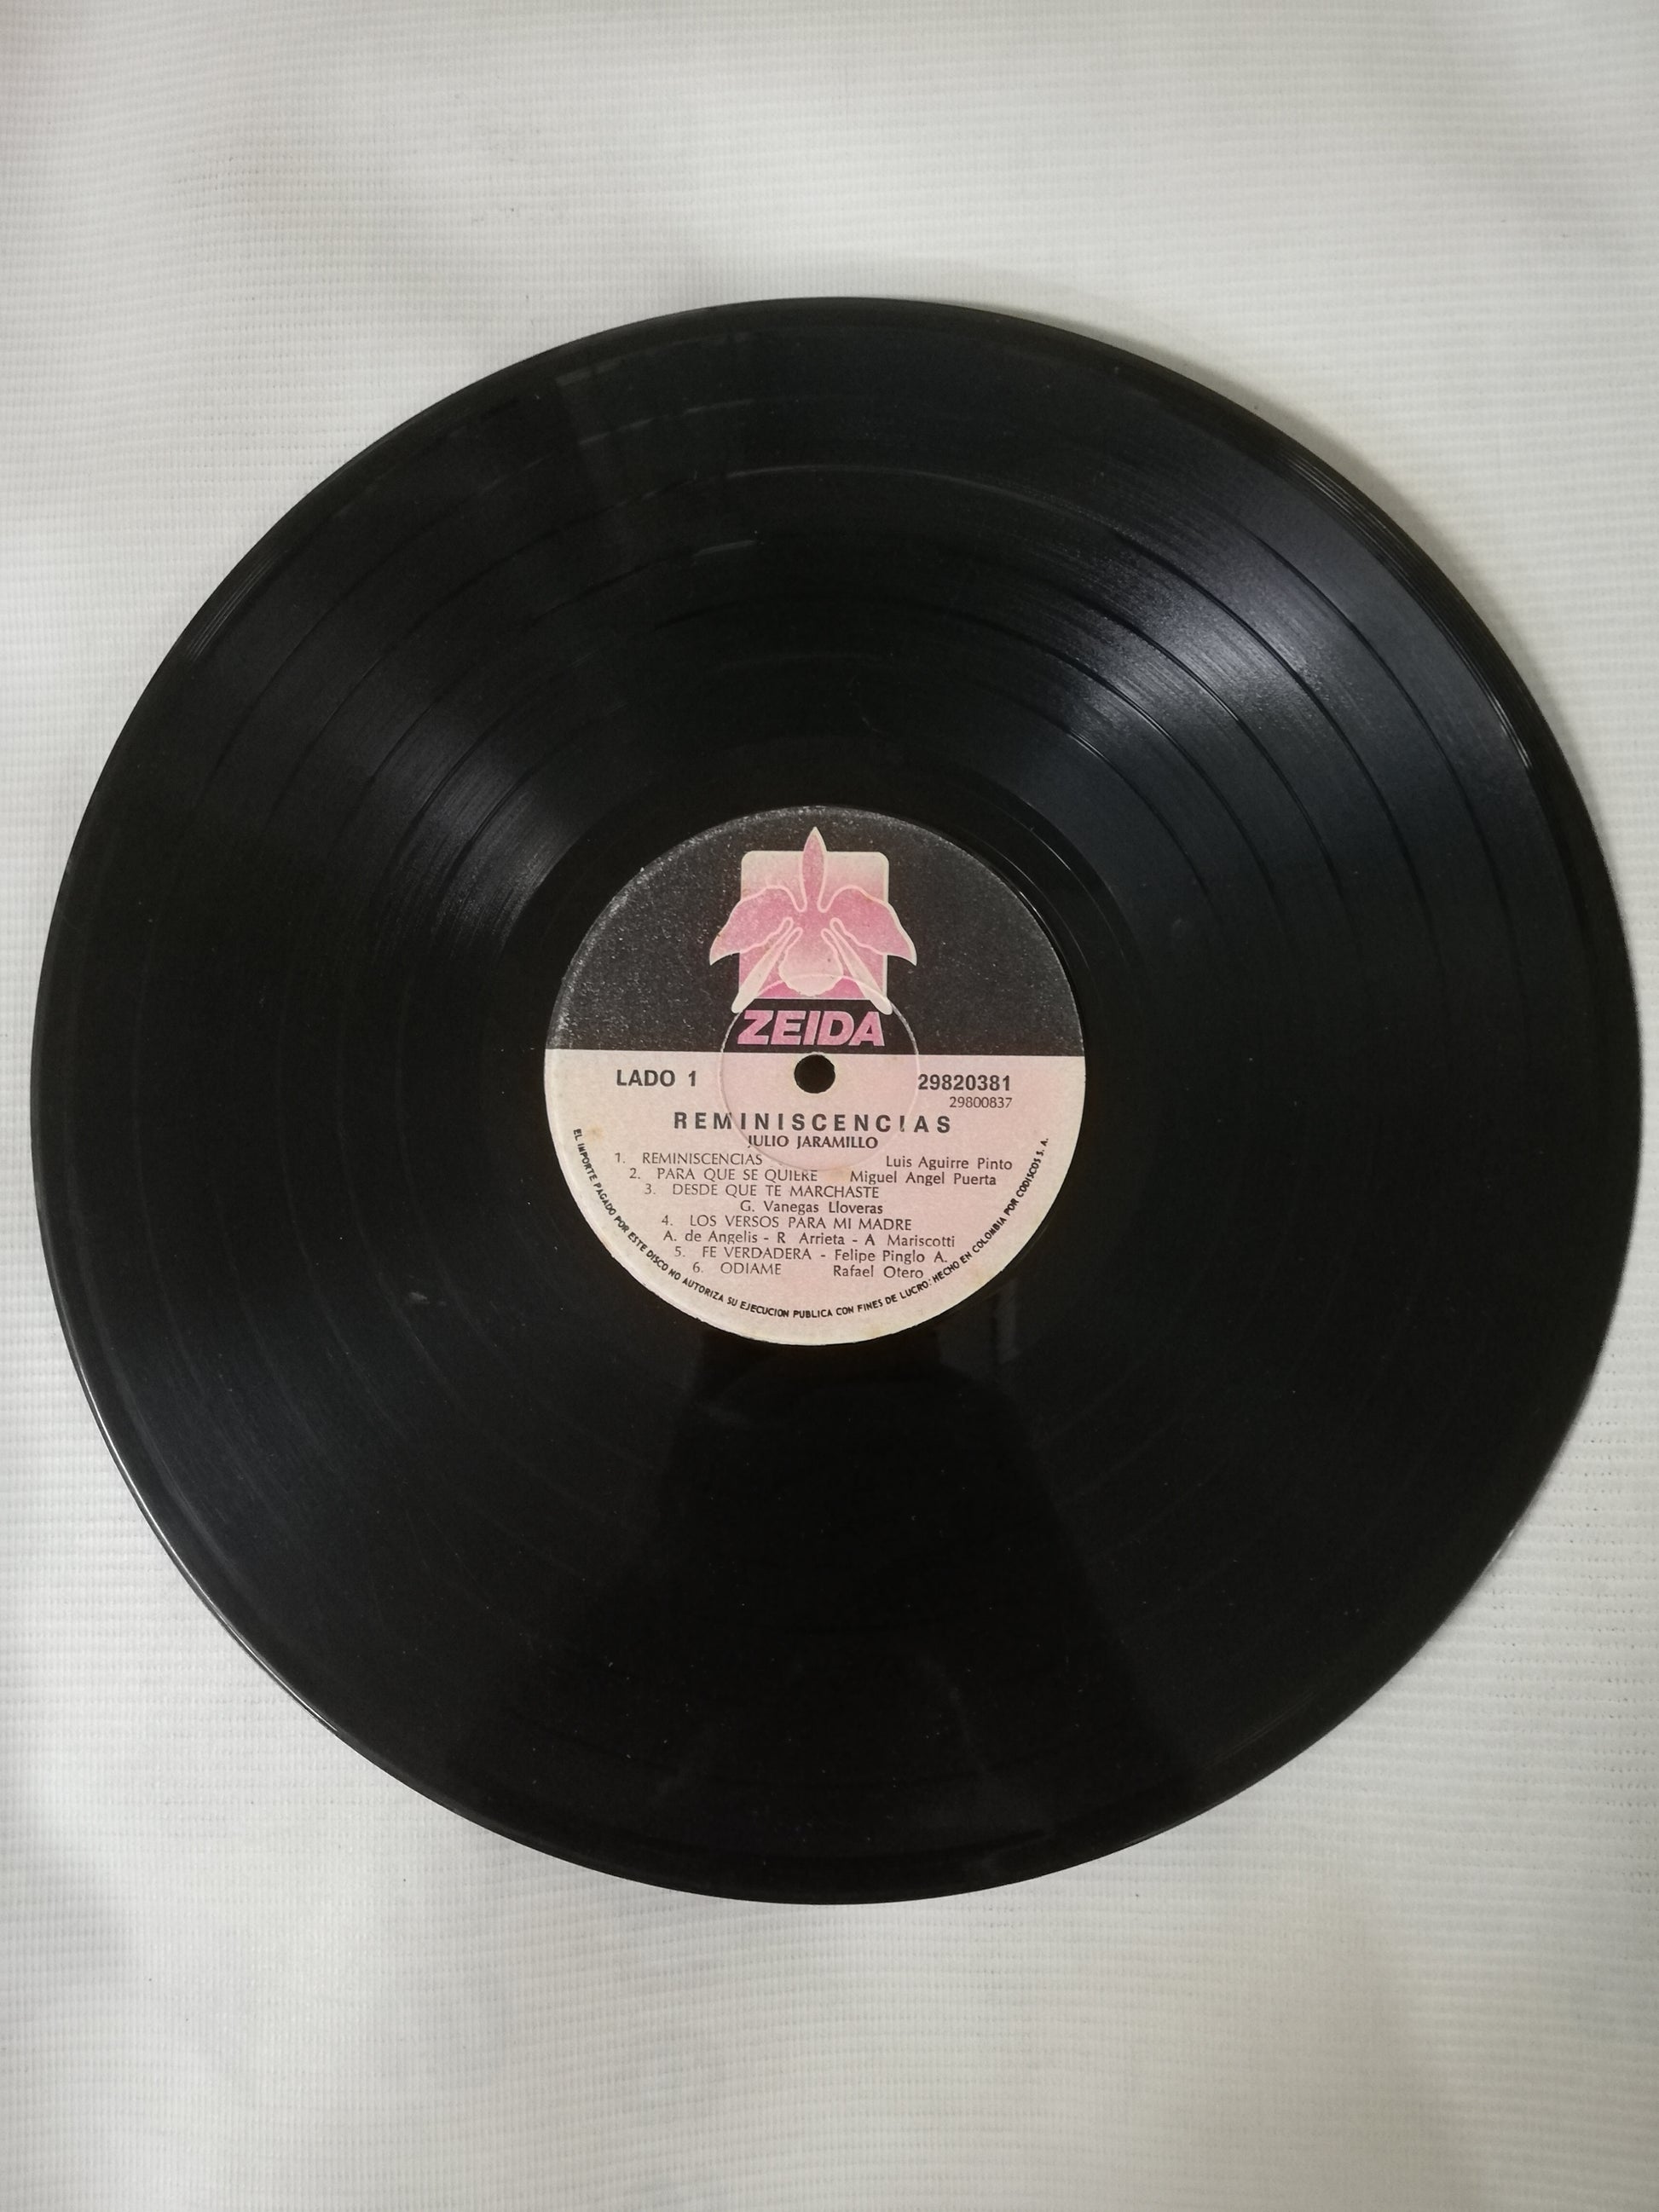 ZEIDA
LADO 1
29820381
29800837
REMINISCENCIAS
JULIO JARAMILLO
1. REMINISCENCIAS Luis Aguirre Pinto
2. PARA QUE SE QUIERE Miguel Angel Puerta
3. DESDE QUE TE MARCHASTE
G. Vanegas Lloveras
4. LOS VERSOS PARA MI MADRE
A. de Angelis - R Arrieta - A Mariscotti
5. FE VERDADERA - Felipe Pinglo A.
6. ODIAME Rafael Otero
EL IMPORTE PAGADO POR ESTE DISCO NO AUTORIZA SU EJECUCION PUBLICA CON FINES DE LUCRO: HECHO EN COLOMBIA POR CODISCOS S. A.